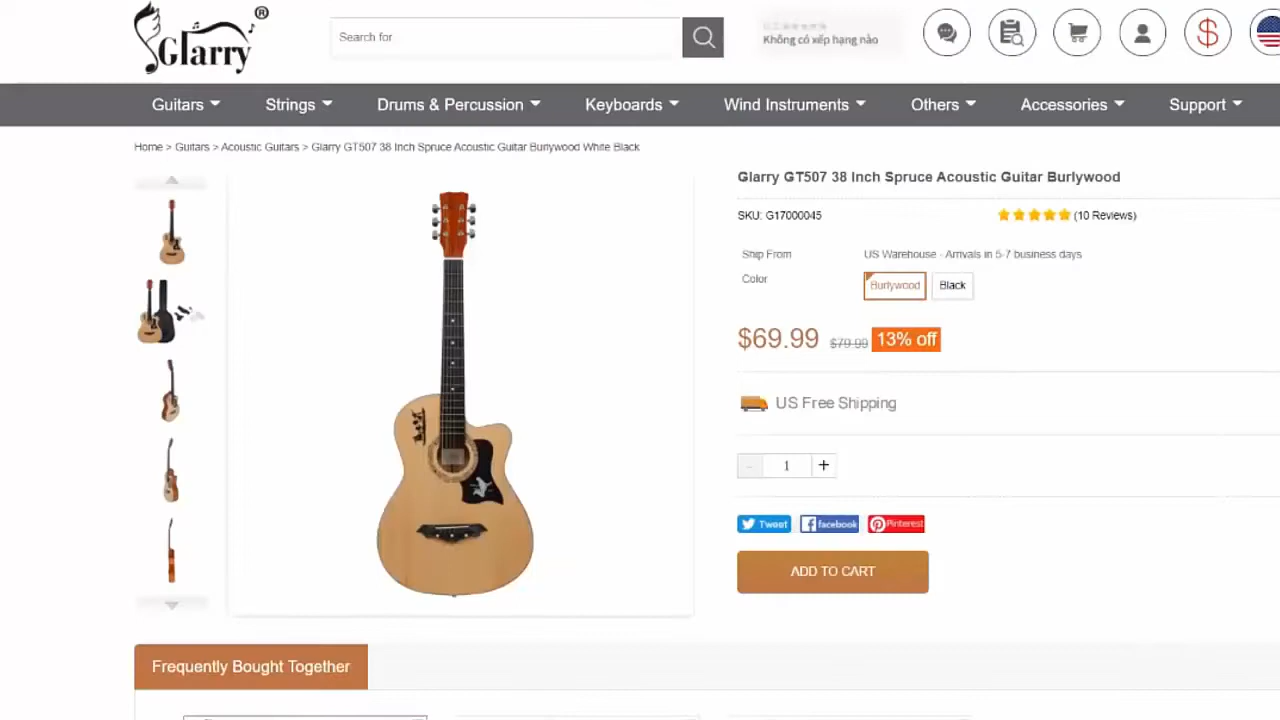 Glarry®
Search for
Không có xếp hạng nào
Guitars Strings Drums & Percussion Keyboards Wind Instruments Others Accessories Support
Home > Guitars > Acoustic Guitars > Glarry GT507 38 Inch Spruce Acoustic Guitar Burlywood White Black
Glarry GT507 38 Inch Spruce Acoustic Guitar Burlywood
SKU: G17000045 (10 Reviews)
Ship From US Warehouse - Arrivals in 5-7 business days
Color Burlywood Black
$69.99 $79.99 13% off
US Free Shipping
- 1 +
Tweet facebook Pinterest
ADD TO CART
Frequently Bought Together